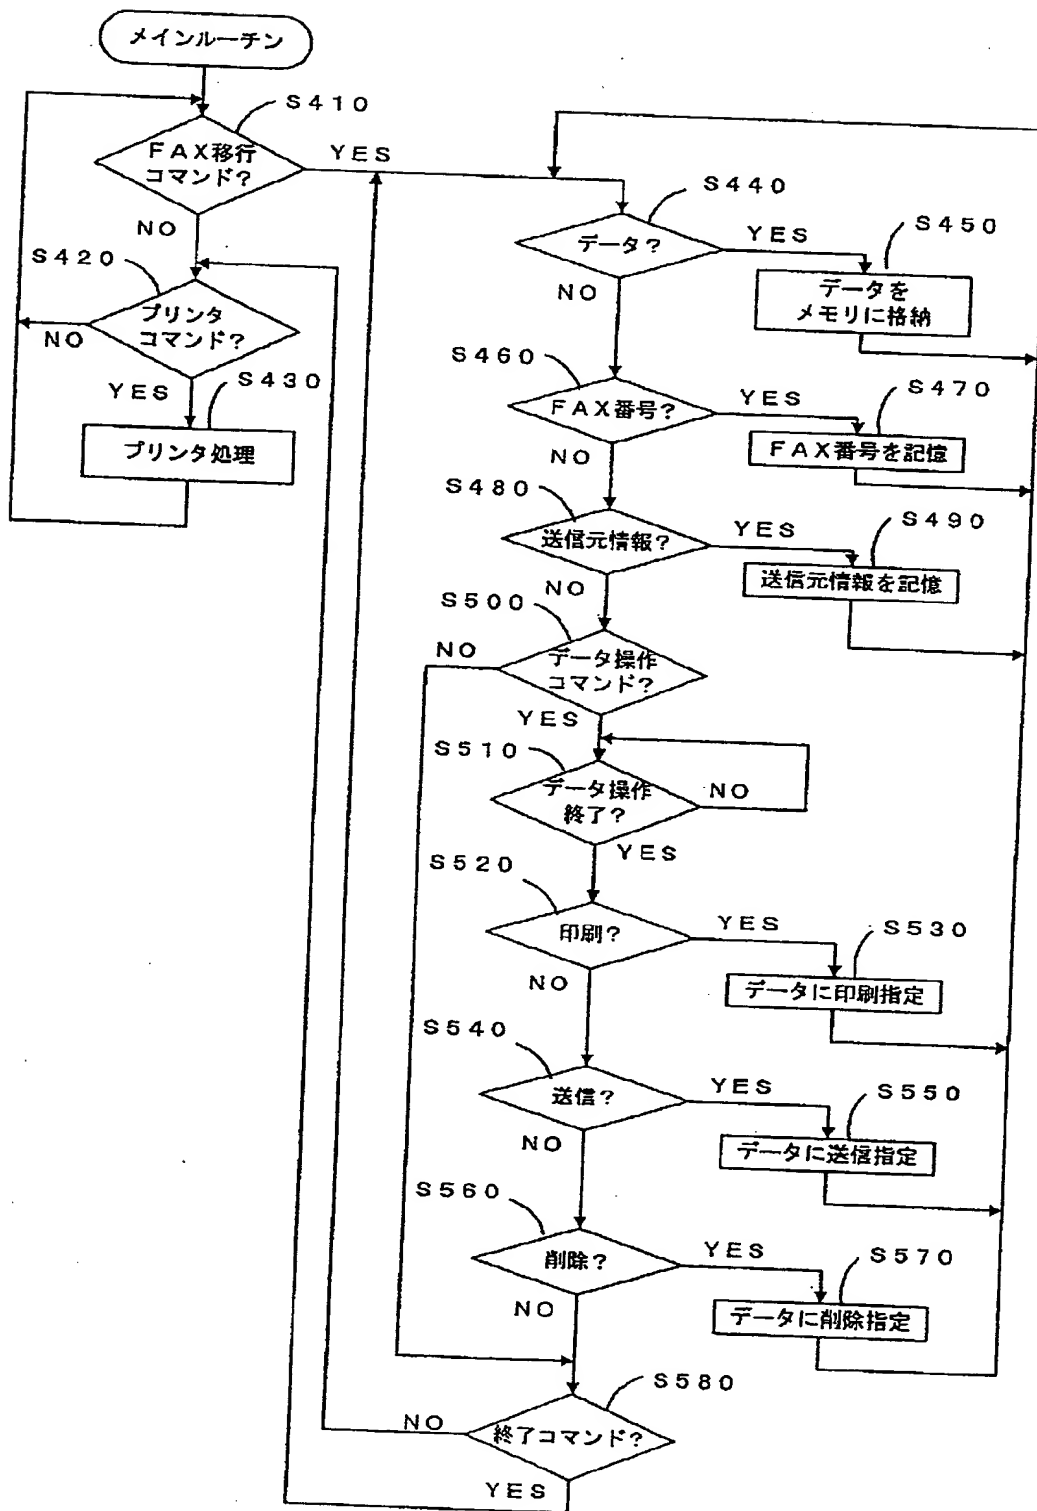 メインルーチン
S410
FAX移行
コマンド?
YES
NO
S420
プリンタ
コマンド?
NO
YES
S430
プリンタ処理
S440
データ?
YES
NO
S450
データを
メモリに格納
S460
FAX番号?
YES
NO
S470
FAX番号を記憶
S480
送信元情報?
YES
NO
S490
送信元情報を記憶
S500
データ操作
コマンド?
NO
YES
S510
データ操作
終了?
NO
YES
S520
印刷?
YES
NO
S530
データに印刷指定
S540
送信?
YES
NO
S550
データに送信指定
S560
削除?
YES
NO
S570
データに削除指定
S580
終了コマンド?
NO
YES